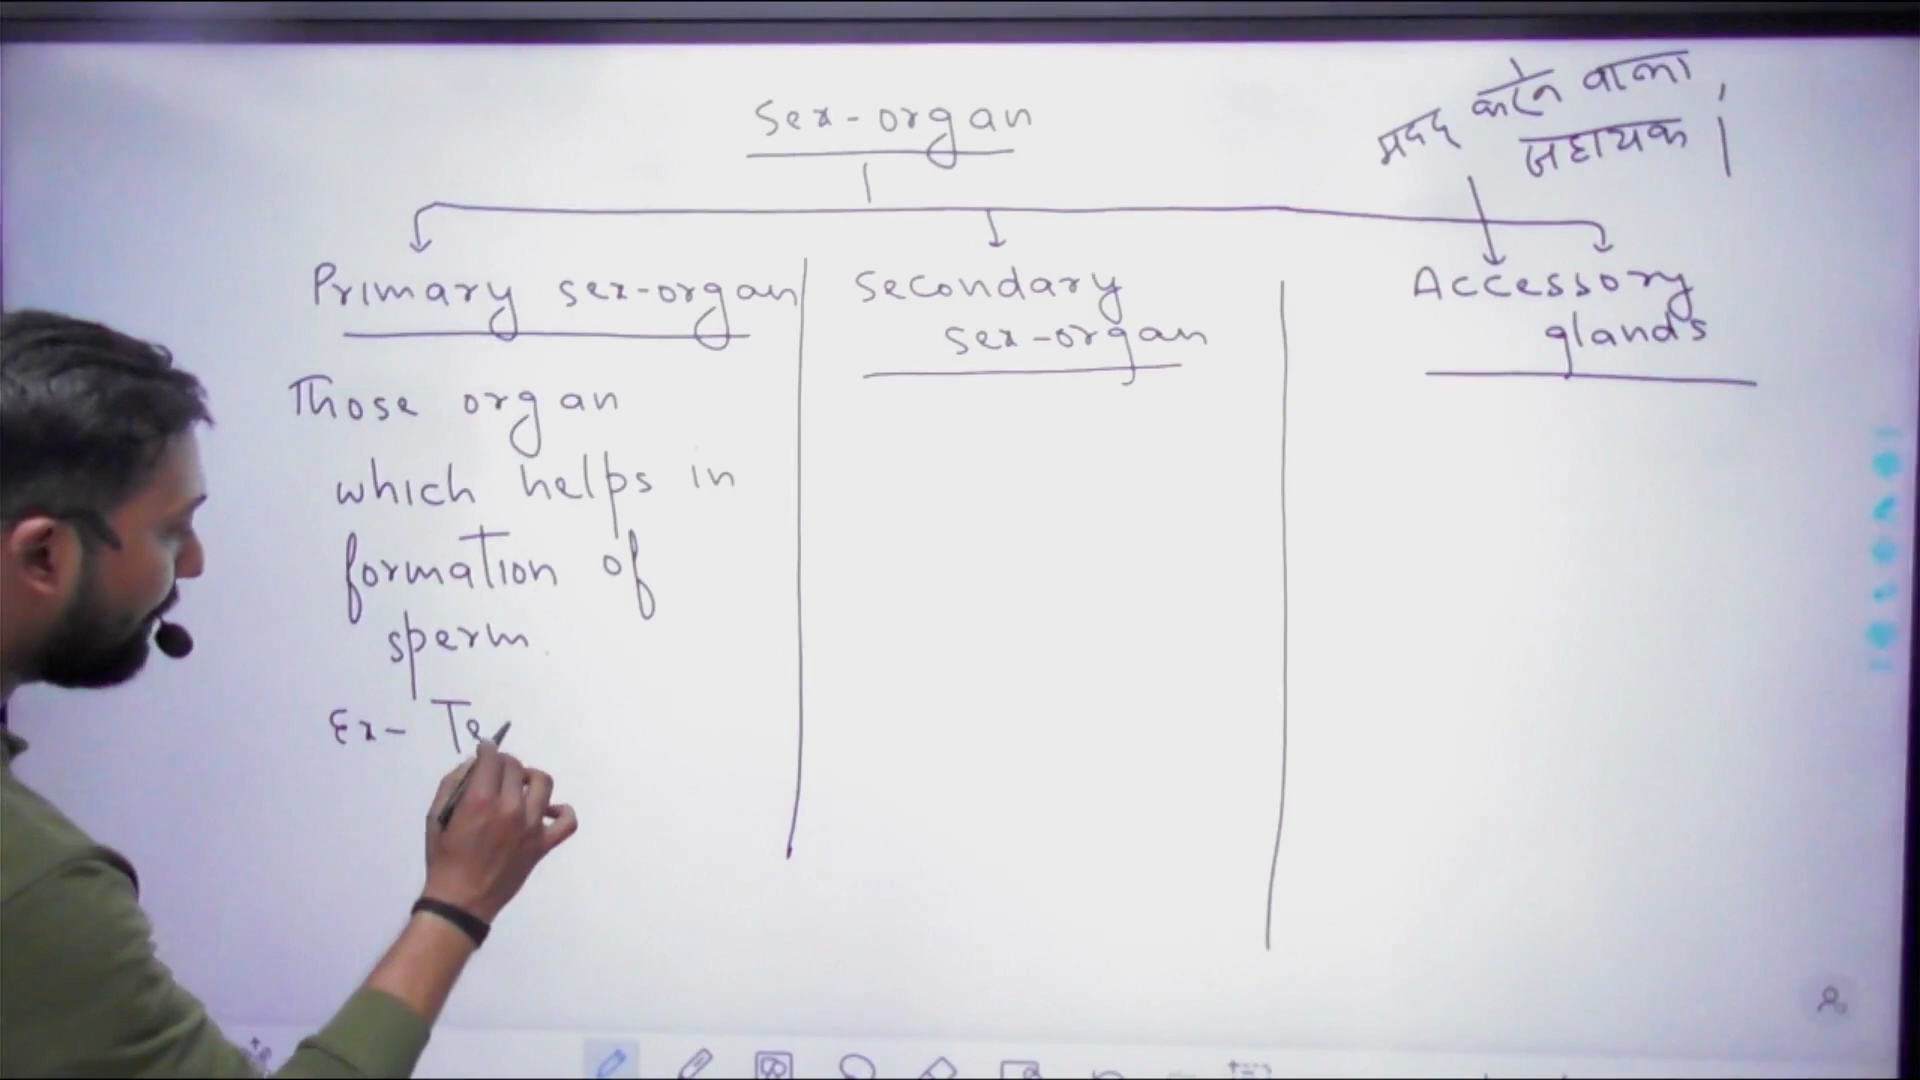 Sex-organ
मदद करने वाला,
सहायक।
Primary sex-organ
Secondary
sex-organ
Accessory
glands
Those organ
which helps in
formation of
sperm.
Ex- Te